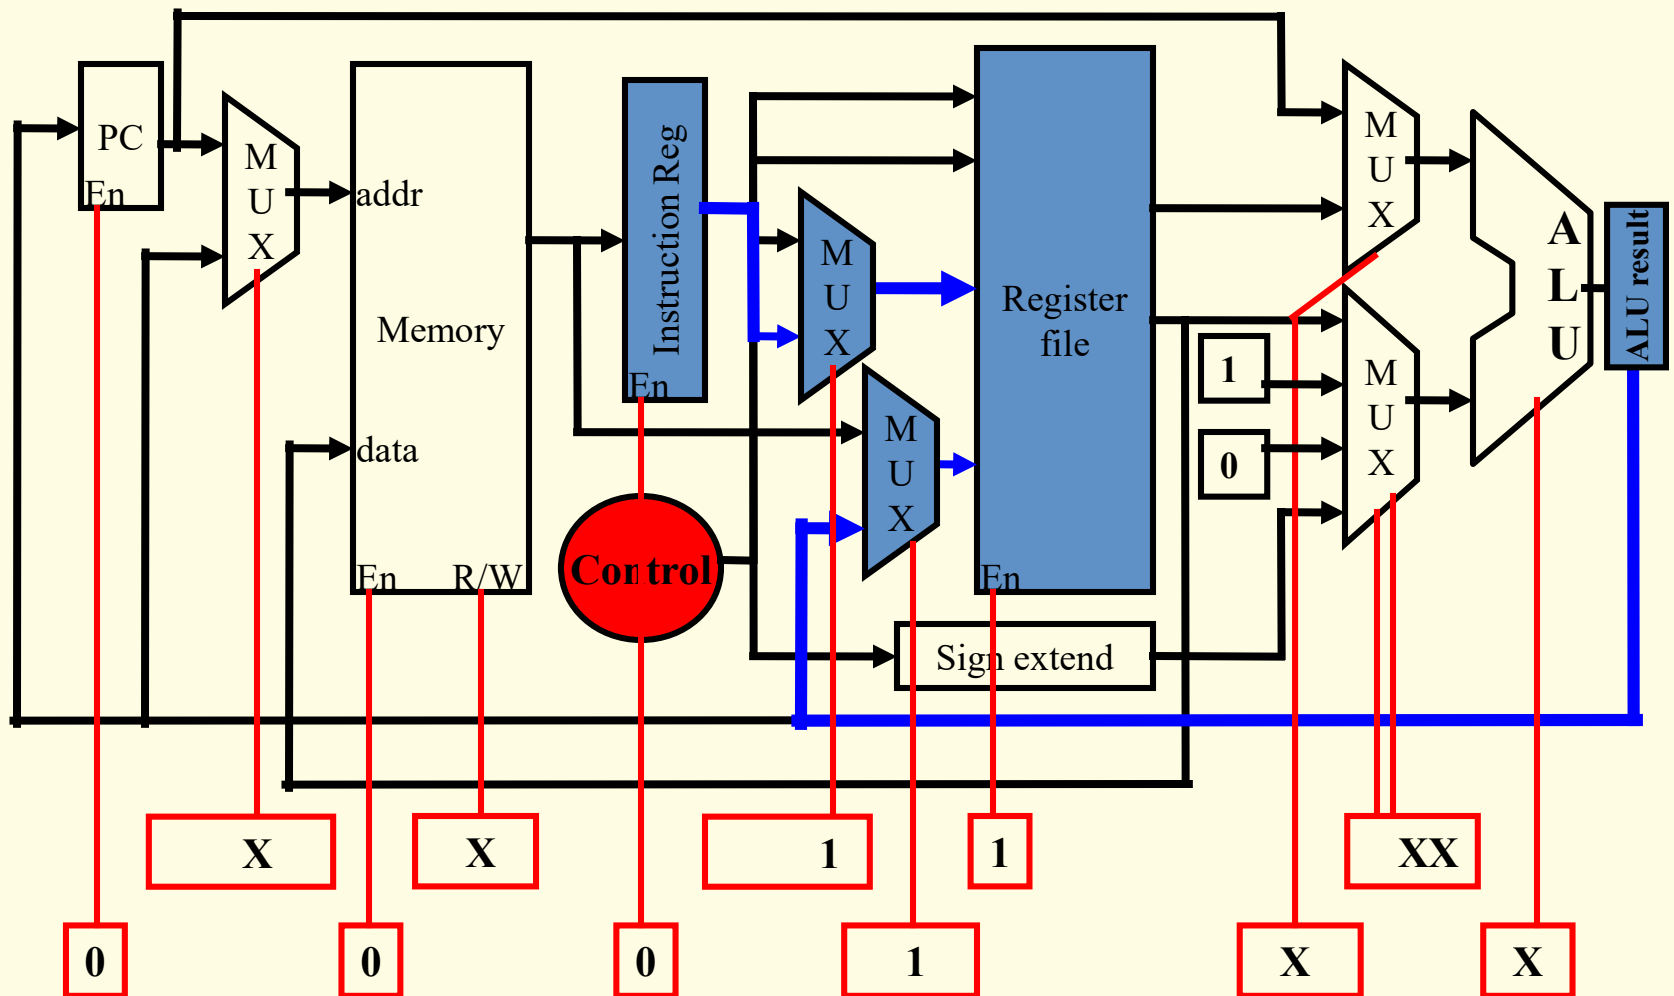 PC
En
M
U
X
addr
Memory
data
En
R/W
Instruction Reg
En
Control
M
U
X
M
U
X
Register
file
En
Sign extend
M
U
X
1
0
M
U
X
A
L
U
ALU result
X
X
1
1
XX
0
0
0
1
X
X